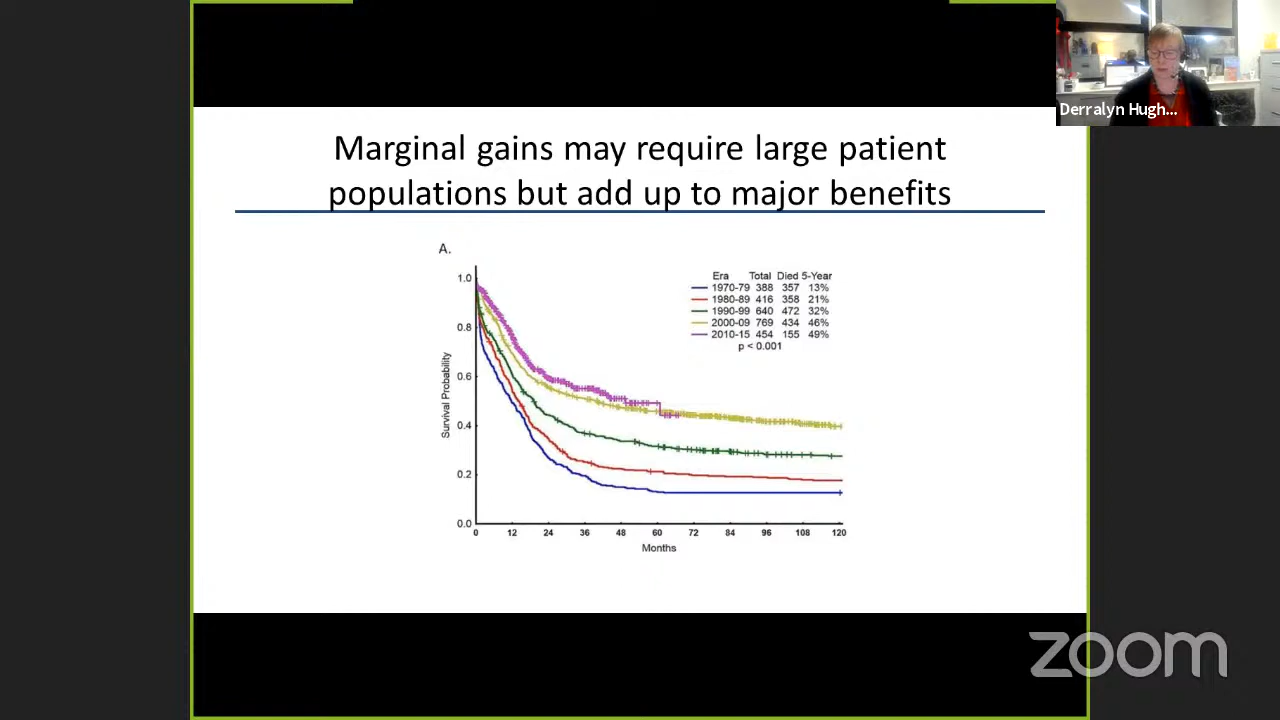 Derralyn Hugh...
Marginal gains may require large patient
populations but add up to major benefits
A.
Era Total Died 5-Year
1970-79 388 357 13%
1980-89 416 358 21%
1990-99 640 472 32%
2000-09 769 434 46%
2010-15 454 155 49%
p < 0.001
1.0
0.8
0.6
0.4
0.2
0.0
Survival Probability
0 12 24 36 48 60 72 84 96 108 120
Months
zoom